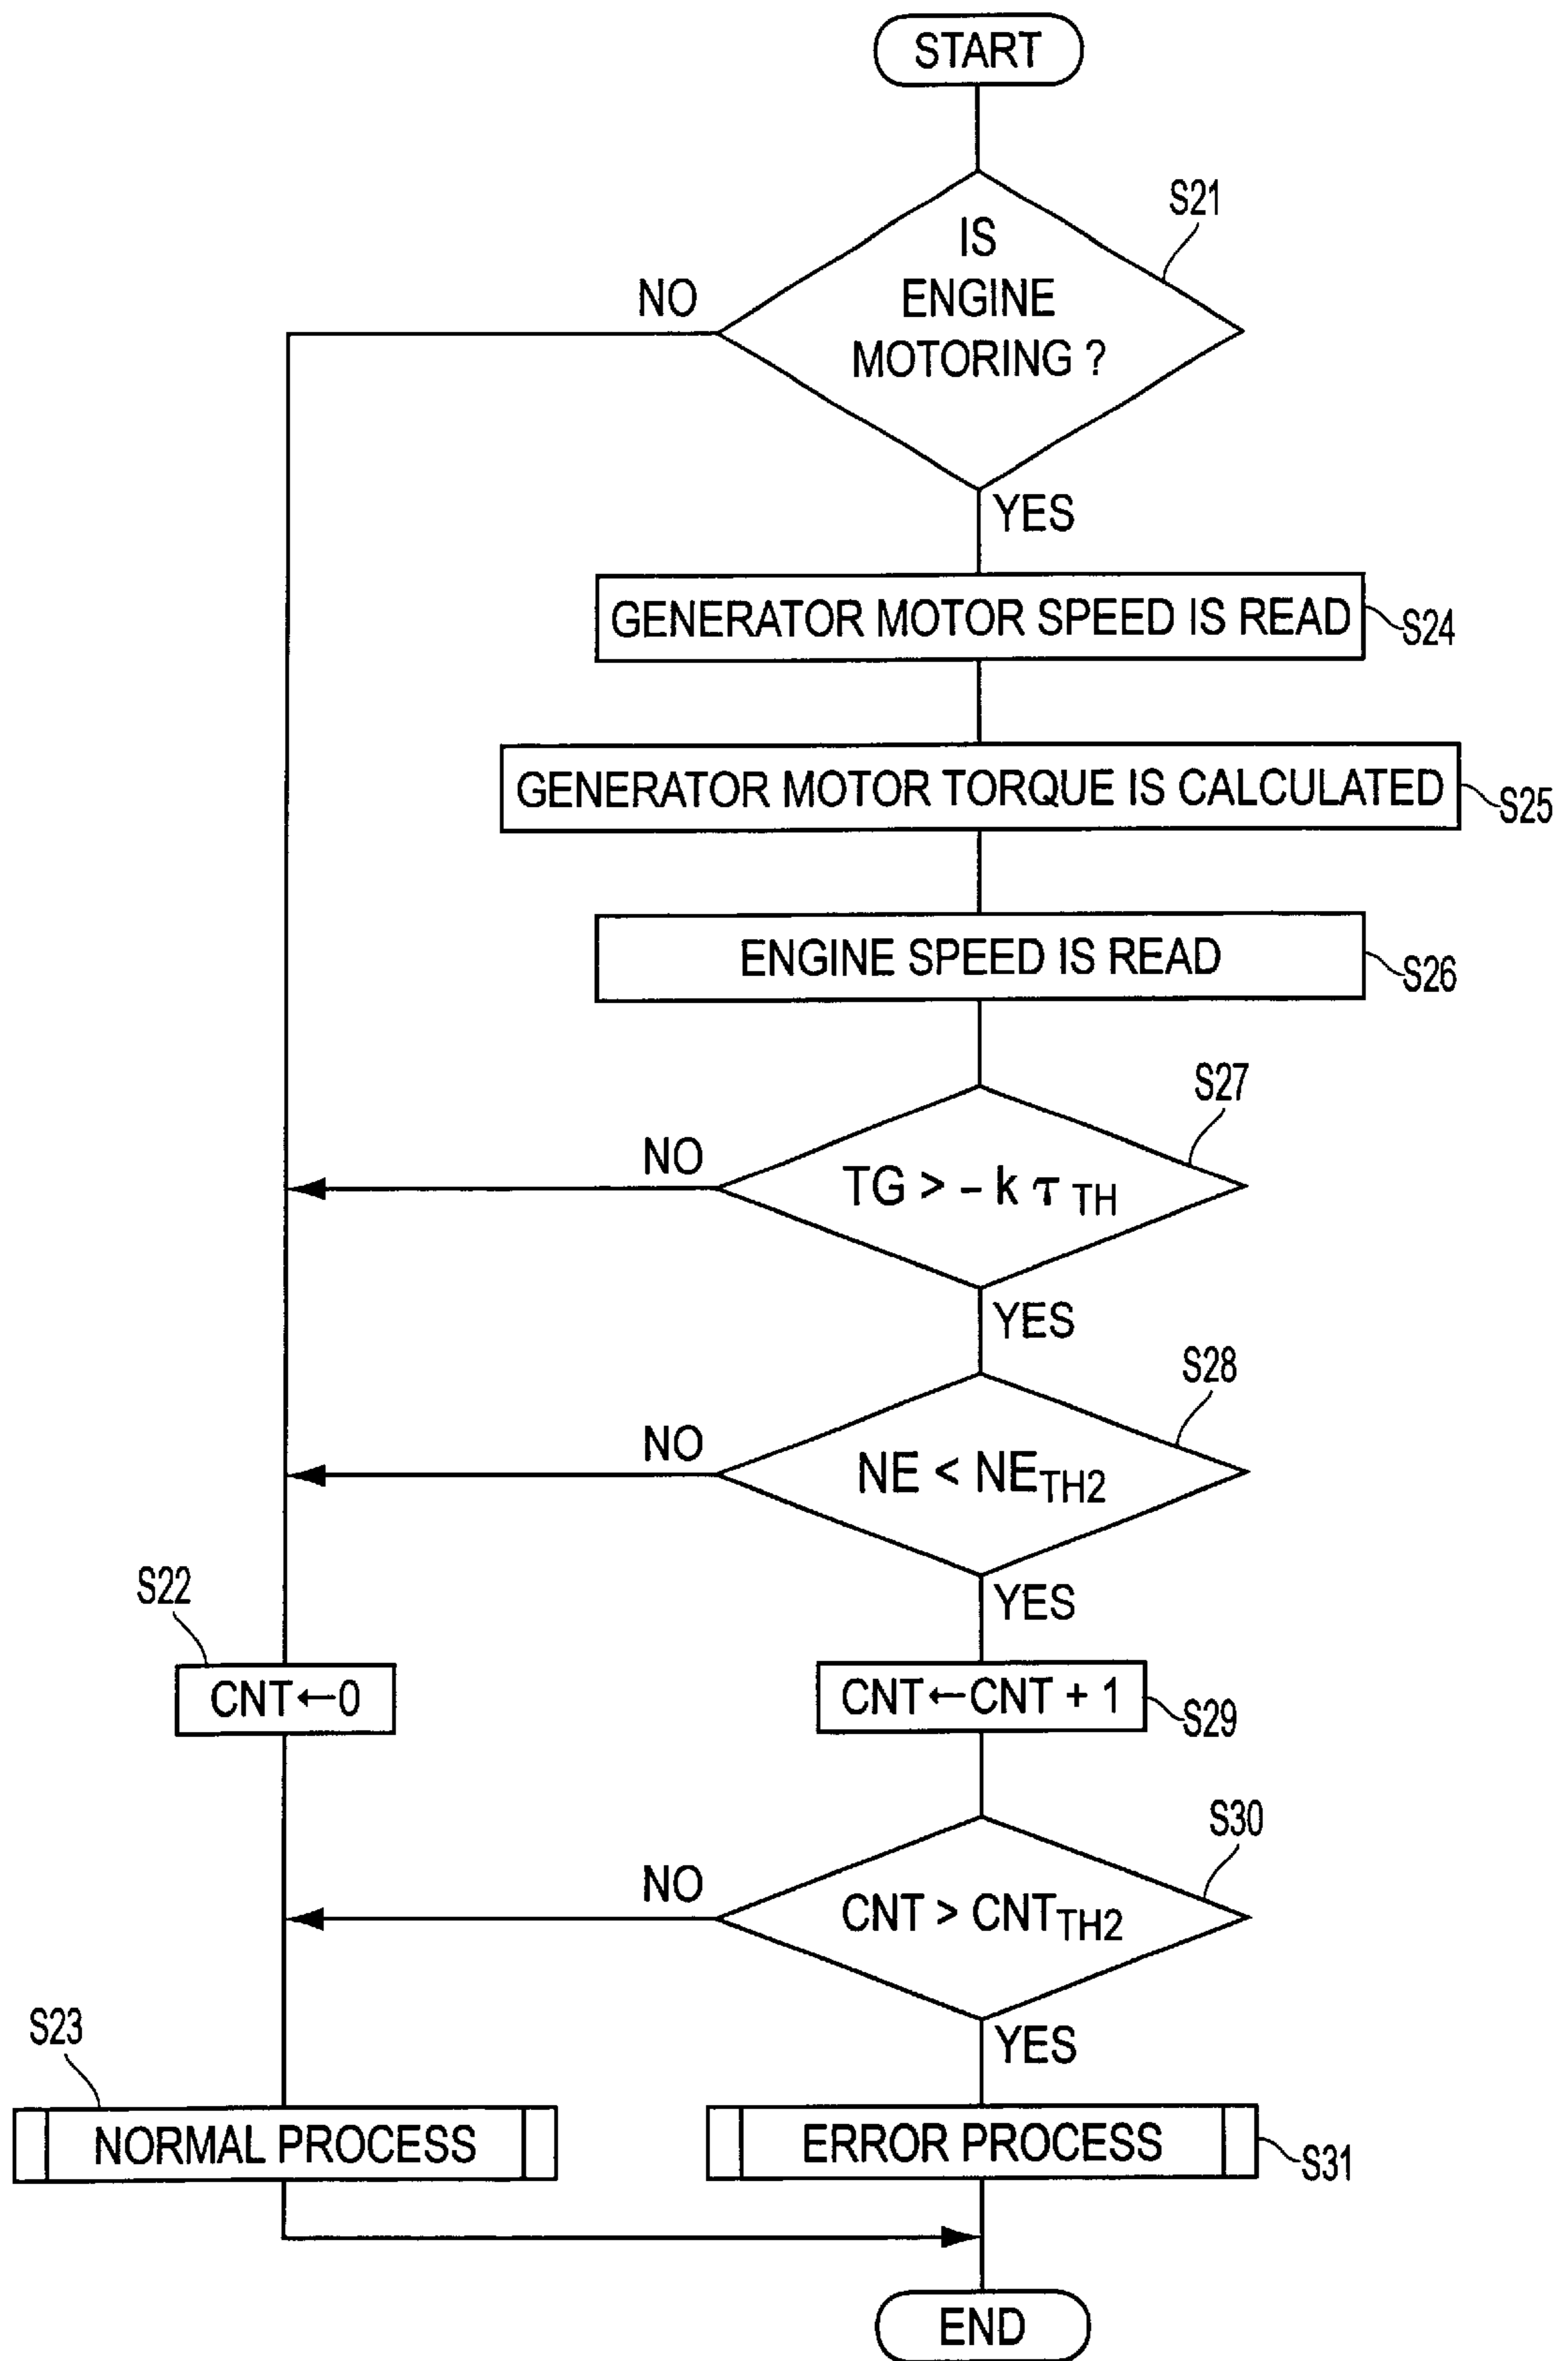 START
S21
IS
ENGINE
MOTORING ?
NO
YES
GENERATOR MOTOR SPEED IS READ
S24
GENERATOR MOTOR TORQUE IS CALCULATED
S25
ENGINE SPEED IS READ
S26
S27
NO
TG > – k τ TH
YES
S28
NO
NE < NETH2
YES
S22
CNT←0
CNT←CNT + 1
S29
S30
NO
CNT > CNTTH2
YES
S23
NORMAL PROCESS
ERROR PROCESS
S31
END